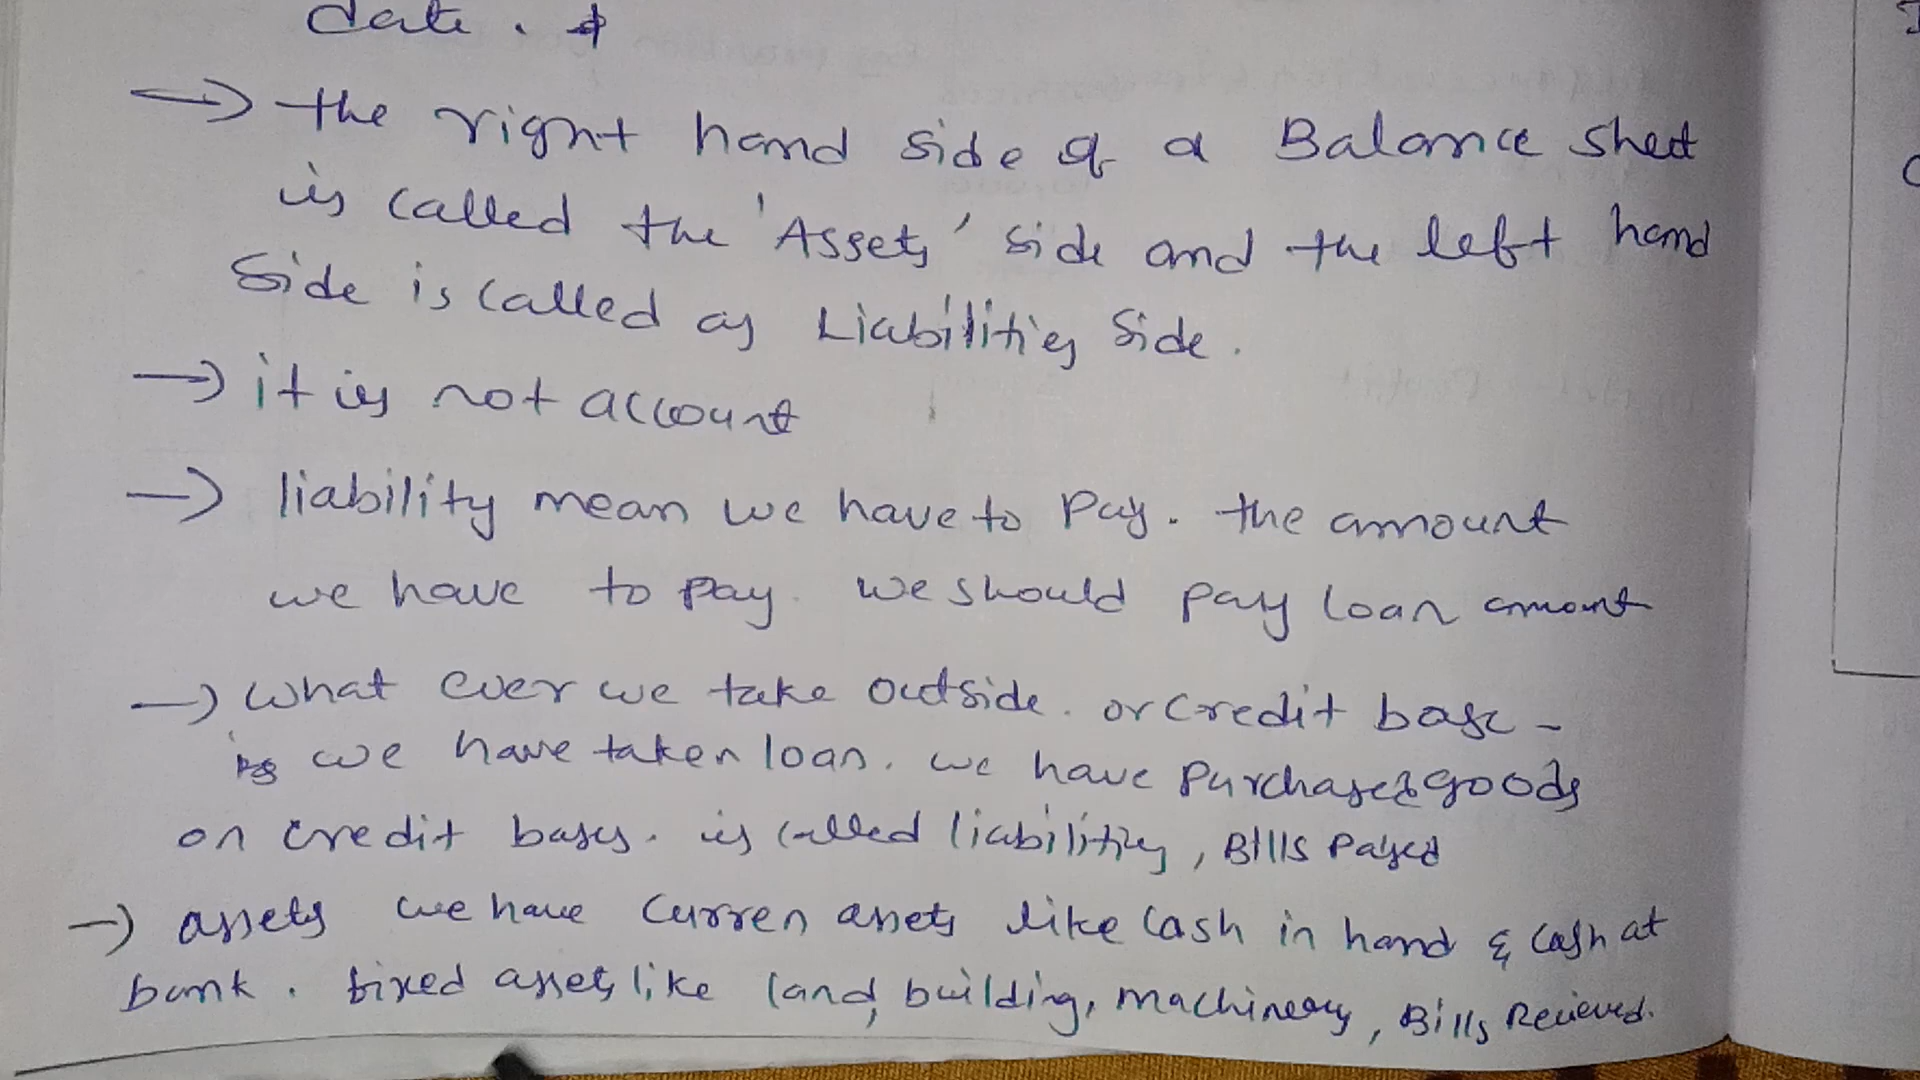 date.
→ the right hand side of a Balance sheet
is called the 'Assets' side and the left hand
side is called as Liabilities side.
→ it is not account
→ liability mean we have to pay. the amount
we have to pay. we should pay loan amount
→ what ever we take outside. or credit base -
we have taken loan. we have purchased goods
on credit bases. is called liabilities, Bills Payed
→ assets we have curren assets like cash in hand & cash at
bank. fixed assets like land, building, machinery, Bills Recieved.